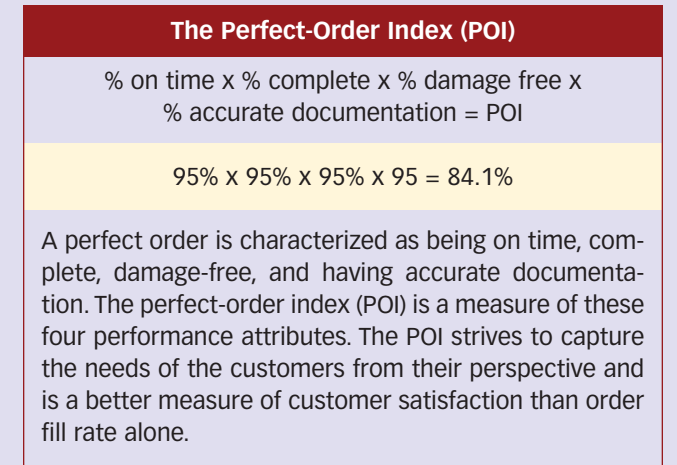 The Perfect-Order Index (POI)
% on time x % complete x % damage free x
% accurate documentation = POI
95% x 95% x 95% x 95 = 84.1%
A perfect order is characterized as being on time, com-
plete, damage-free, and having accurate documenta-
tion. The perfect-order index (POI) is a measure of these
four performance attributes. The POI strives to capture
the needs of the customers from their perspective and
is a better measure of customer satisfaction than order
fill rate alone.